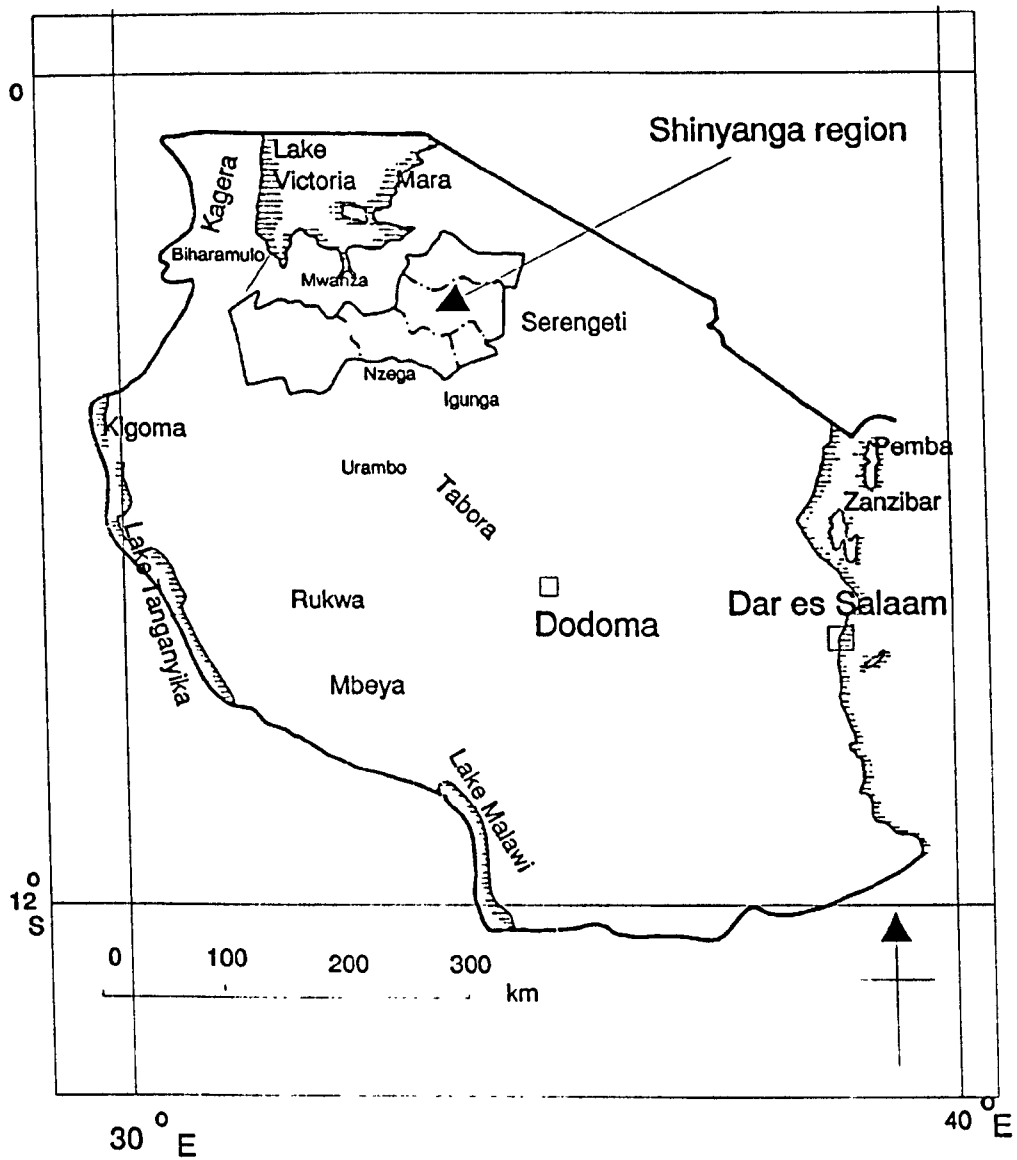 0
Shinyanga region
Lake
Victoria
Mara
Kagera
Biharamulo
Mwanza
Serengeti
Nzega
Igunga
Kigoma
Pemba
Urambo
Tabora
Zanzibar
Lake Tanganyika
Rukwa
Dodoma
Dar es Salaam
Mbeya
Lake Malawi
12 o
S
0 100 200 300
km
30 o E
40 o E